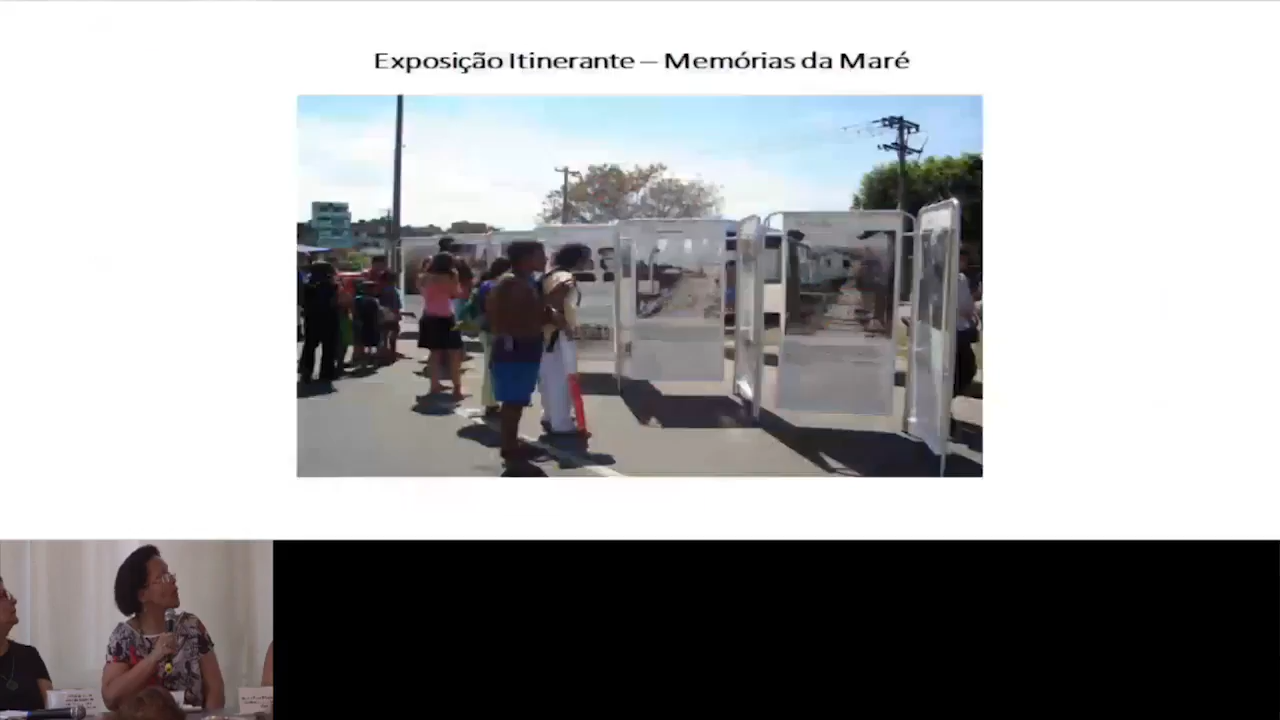 Exposição Itinerante – Memórias da Maré